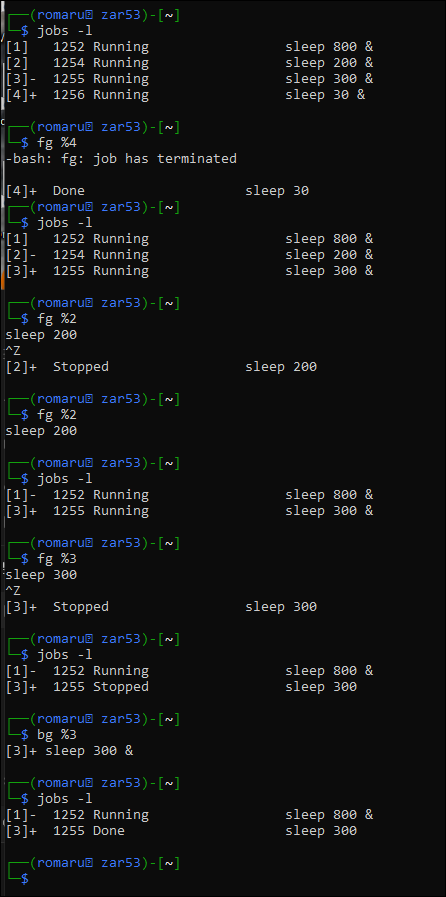 ┌──(romaru㉿ zar53)-[~]
└─$ jobs -l
[1]   1252 Running                 sleep 800 &
[2]   1254 Running                 sleep 200 &
[3]-  1255 Running                 sleep 300 &
[4]+  1256 Running                 sleep 30 &
┌──(romaru㉿ zar53)-[~]
└─$ fg %4
-bash: fg: job has terminated
[4]+  Done                    sleep 30
┌──(romaru㉿ zar53)-[~]
└─$ jobs -l
[1]   1252 Running                 sleep 800 &
[2]-  1254 Running                 sleep 200 &
[3]+  1255 Running                 sleep 300 &
┌──(romaru㉿ zar53)-[~]
└─$ fg %2
sleep 200
^Z
[2]+  Stopped                 sleep 200
┌──(romaru㉿ zar53)-[~]
└─$ fg %2
sleep 200
┌──(romaru㉿ zar53)-[~]
└─$ jobs -l
[1]-  1252 Running                 sleep 800 &
[3]+  1255 Running                 sleep 300 &
┌──(romaru㉿ zar53)-[~]
└─$ fg %3
sleep 300
^Z
[3]+  Stopped                 sleep 300
┌──(romaru㉿ zar53)-[~]
└─$ jobs -l
[1]-  1252 Running                 sleep 800 &
[3]+  1255 Stopped                 sleep 300
┌──(romaru㉿ zar53)-[~]
└─$ bg %3
[3]+ sleep 300 &
┌──(romaru㉿ zar53)-[~]
└─$ jobs -l
[1]-  1252 Running                 sleep 800 &
[3]+  1255 Done                    sleep 300
┌──(romaru㉿ zar53)-[~]
└─$